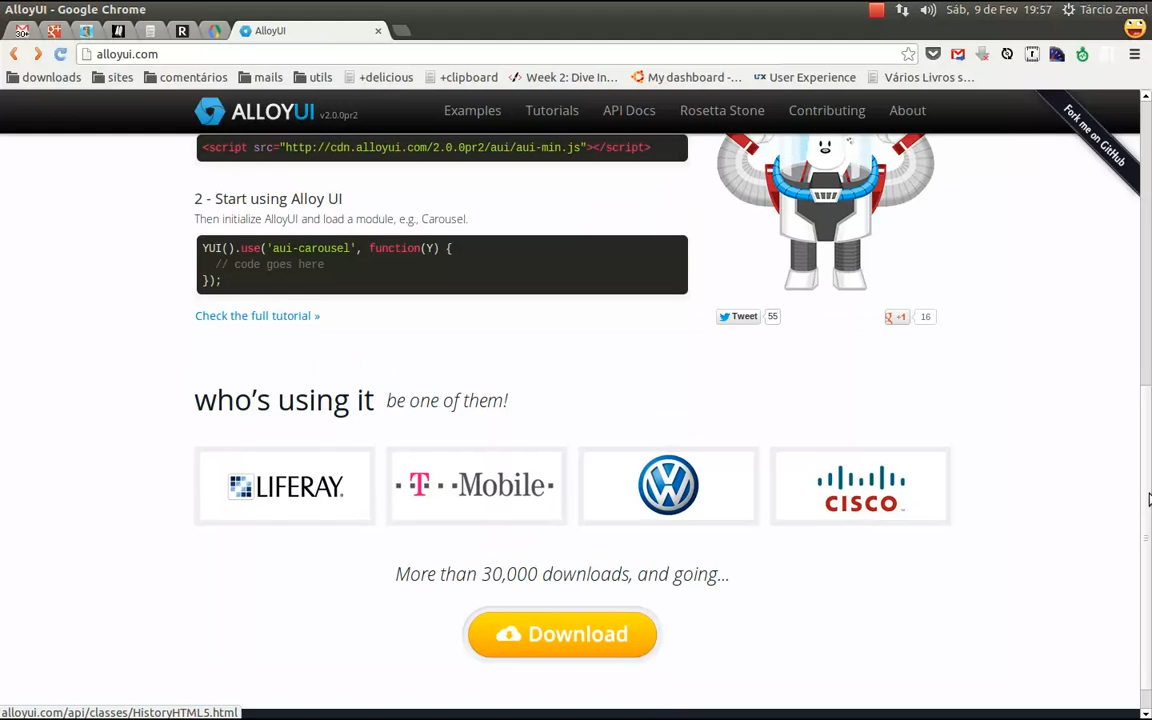 AlloyUI - Google Chrome
Sáb, 9 de Fev 19:57 Tárcio Zemel
30+
R
AlloyUI
alloyui.com
downloads sites comentários mails utils +delicious +clipboard Week 2: Dive In... My dashboard -... UX User Experience Vários Livros s...
ALLOYUI v2.0.0pr2 Examples Tutorials API Docs Rosetta Stone Contributing About
Fork me on GitHub
<script src="http://cdn.alloyui.com/2.0.0pr2/aui/aui-min.js"></script>
2 - Start using Alloy UI
Then initialize AlloyUI and load a module, e.g., Carousel.
YUI().use('aui-carousel', function(Y) {
// code goes here
});
Check the full tutorial »
Tweet 55 +1 16
who's using it be one of them!
LIFERAY. T Mobile VW CISCO
More than 30,000 downloads, and going...
Download
alloyui.com/api/classes/HistoryHTML5.html